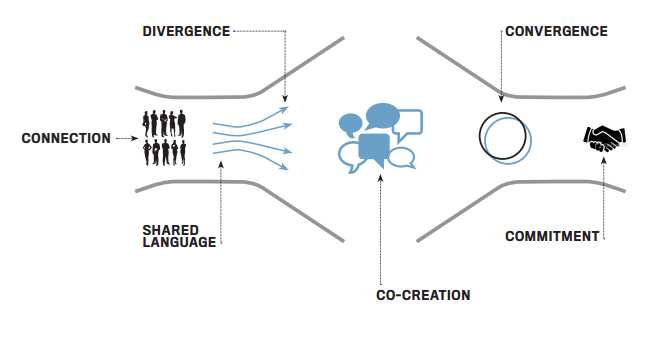 DIVERGENCE
CONVERGENCE
CONNECTION
SHARED
LANGUAGE
COMMITMENT
CO-CREATION